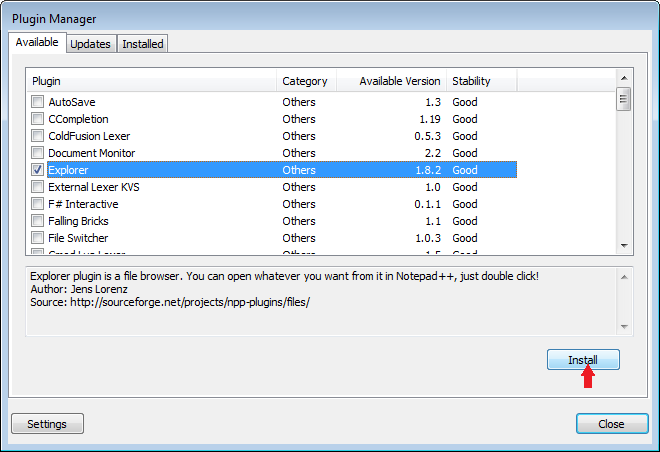 Plugin Manager
Available Updates Installed
Plugin Category Available Version Stability
AutoSave Others 1.3 Good
CCompletion Others 1.19 Good
ColdFusion Lexer Others 0.5.3 Good
Document Monitor Others 2.2 Good
Explorer Others 1.8.2 Good
External Lexer KVS Others 1.0 Good
F# Interactive Others 0.1.1 Good
Falling Bricks Others 1.1 Good
File Switcher Others 1.0.3 Good
Explorer plugin is a file browser. You can open whatever you want from it in Notepad++, just double click!
Author: Jens Lorenz
Source: http://sourceforge.net/projects/npp-plugins/files/
Install
Settings Close